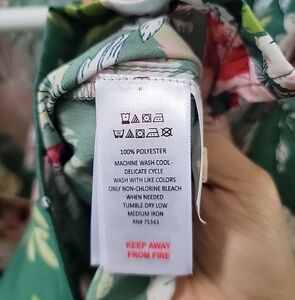 100% POLYESTER
MACHINE WASH COOL -
DELICATE CYCLE
WASH WITH LIKE COLORS
ONLY NON-CHLORINE BLEACH
WHEN NEEDED
TUMBLE DRY LOW
MEDIUM IRON
RN# 75343
KEEP AWAY
FROM FIRE